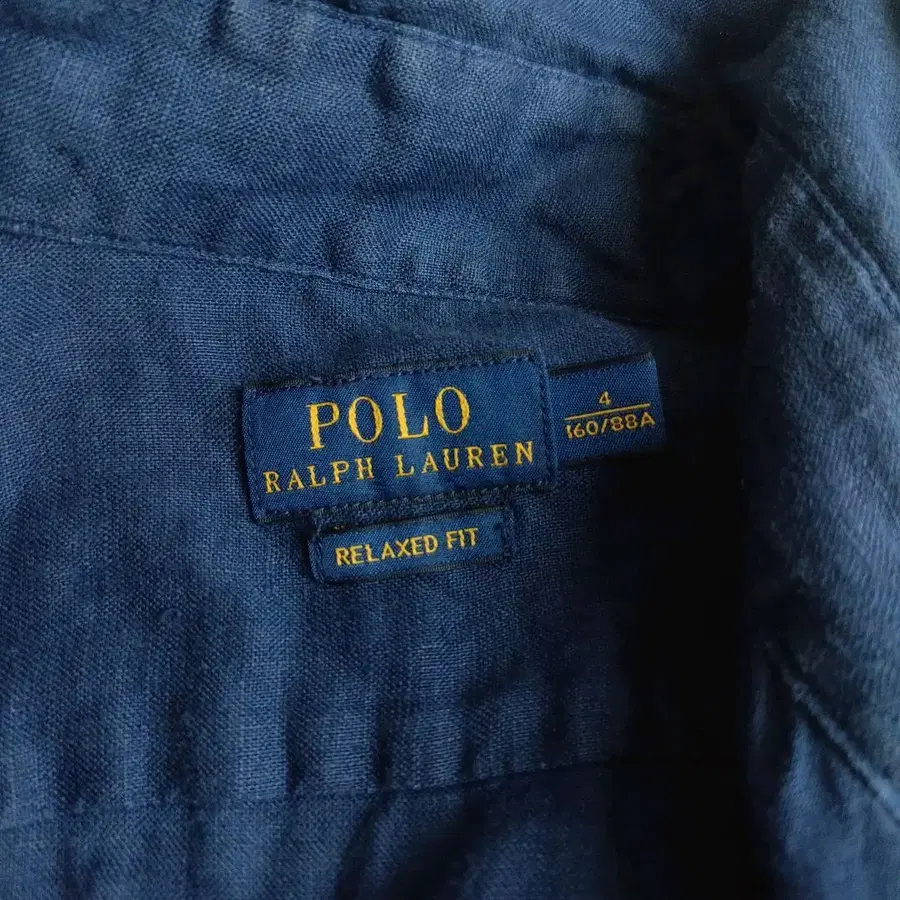 POLO
RALPH LAUREN
4
160/88A
RELAXED FIT